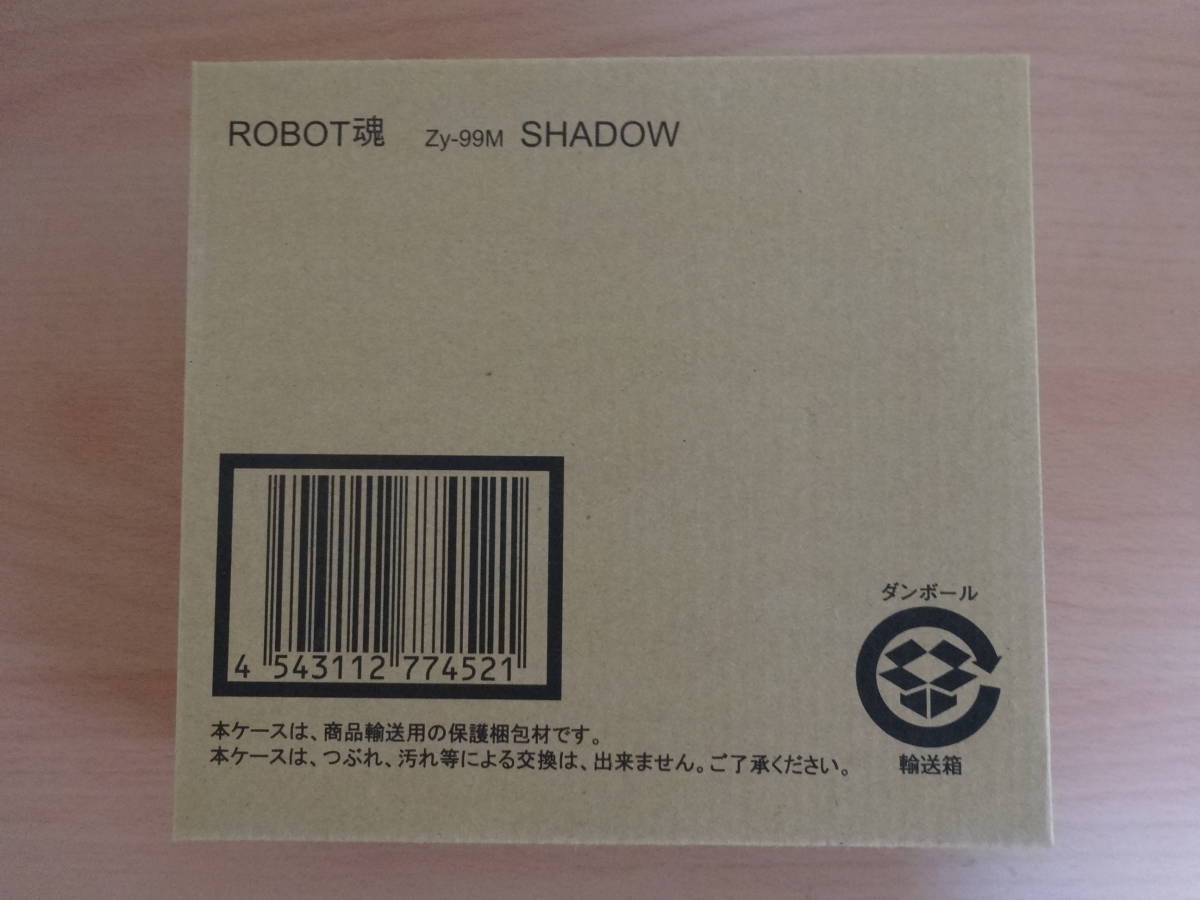 ROBOT魂 Zy-99M SHADOW
4 543112 774521
ダンボール
輸送箱
本ケースは、商品輸送用の保護梱包材です。
本ケースは、つぶれ、汚れ等による交換は、出来ません。ご了承ください。